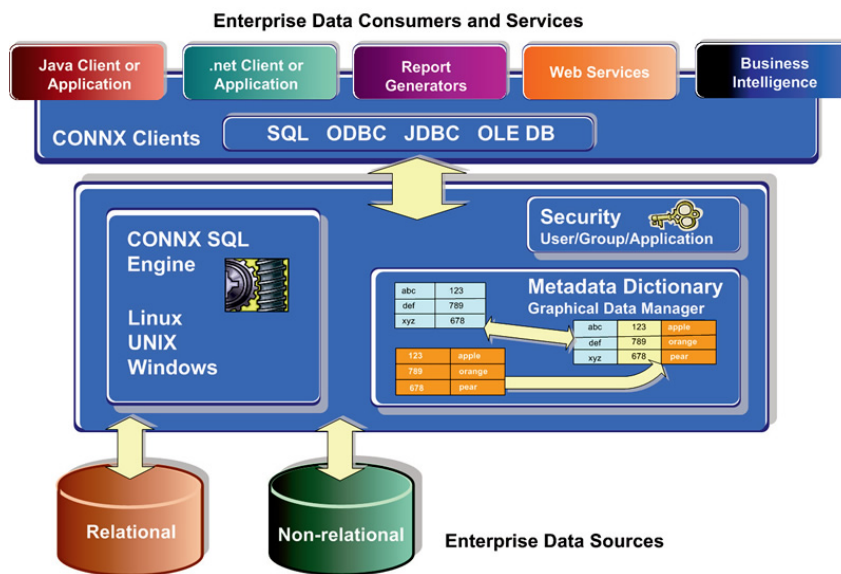 Enterprise Data Consumers and Services
Java Client or
Application
.net Client or
Application
Report
Generators
Web Services
Business
Intelligence
CONNX Clients
SQL ODBC JDBC OLE DB
CONNX SQL
Engine
Linux
UNIX
Windows
Security
User/Group/Application
Metadata Dictionary
Graphical Data Manager
abc 123
def 789
xyz 678
abc 123 apple
def 789 orange
xyz 678 pear
123 apple
789 orange
678 pear
Relational
Non-relational
Enterprise Data Sources